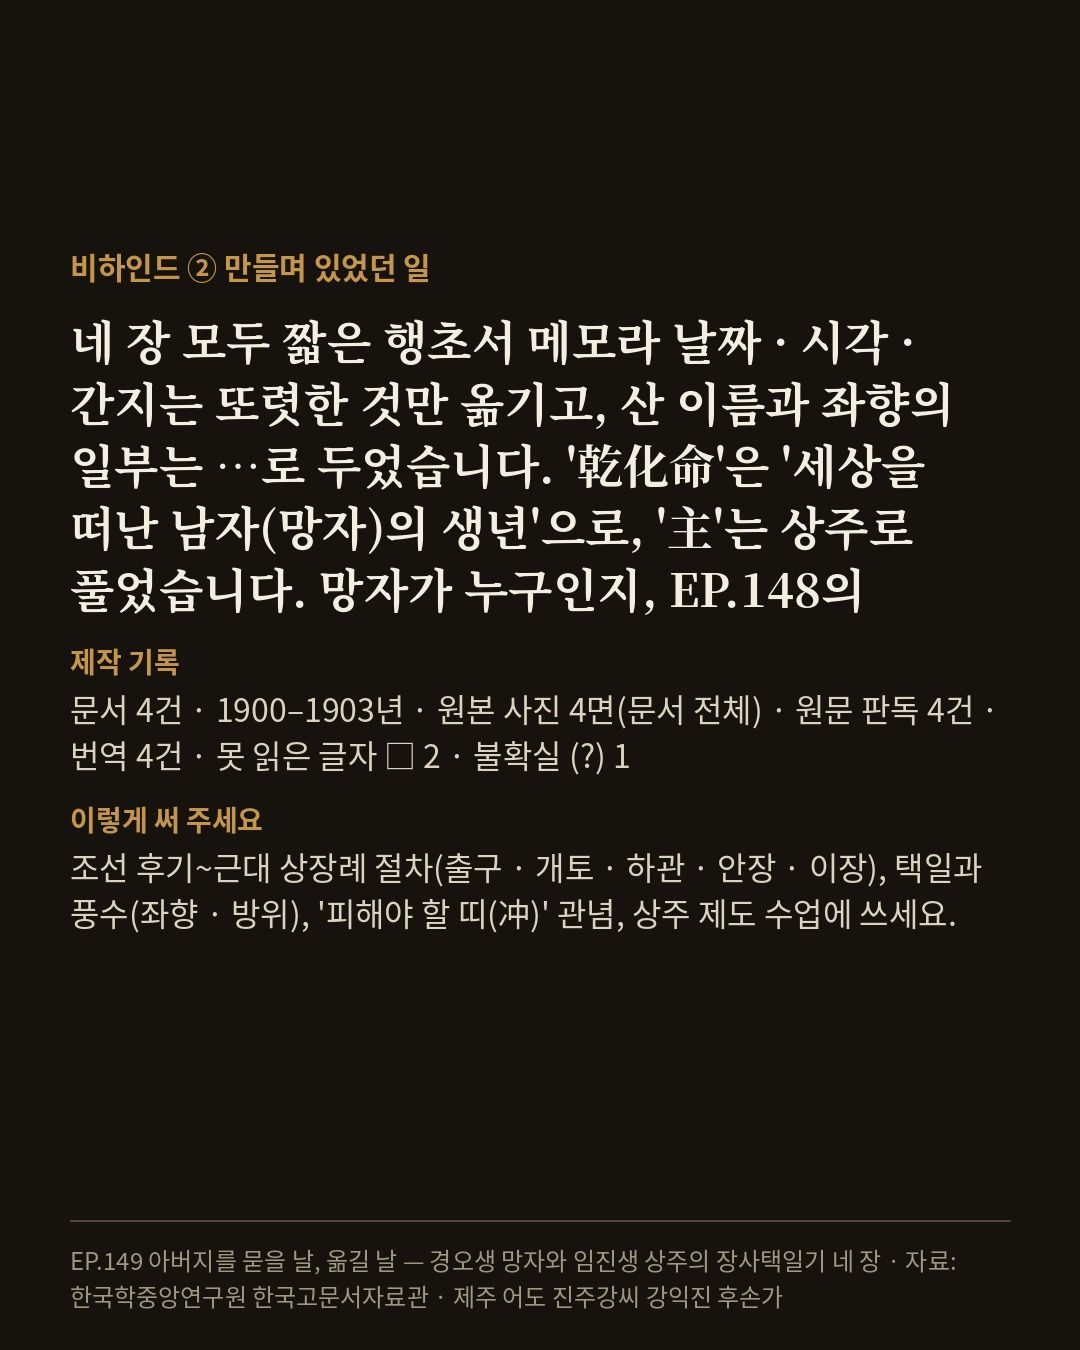 비하인드 ② 만들며 있었던 일
네 장 모두 짧은 행초서 메모라 날짜 · 시각 ·
간지는 또렷한 것만 옮기고, 산 이름과 좌향의
일부는 …로 두었습니다. '乾化命'은 '세상을
떠난 남자(망자)의 생년'으로, '主'는 상주로
풀었습니다. 망자가 누구인지, EP.148의
제작 기록
문서 4건 · 1900–1903년 · 원본 사진 4면(문서 전체) · 원문 판독 4건 ·
번역 4건 · 못 읽은 글자 □ 2 · 불확실 (?) 1
이렇게 써 주세요
조선 후기~근대 상장례 절차(출구 · 개토 · 하관 · 안장 · 이장), 택일과
풍수(좌향 · 방위), '피해야 할 띠(冲)' 관념, 상주 제도 수업에 쓰세요.
EP.149 아버지를 묻을 날, 옮길 날 — 경오생 망자와 임진생 상주의 장사택일기 네 장 · 자료:
한국학중앙연구원 한국고문서자료관 · 제주 어도 진주강씨 강익진 후손가